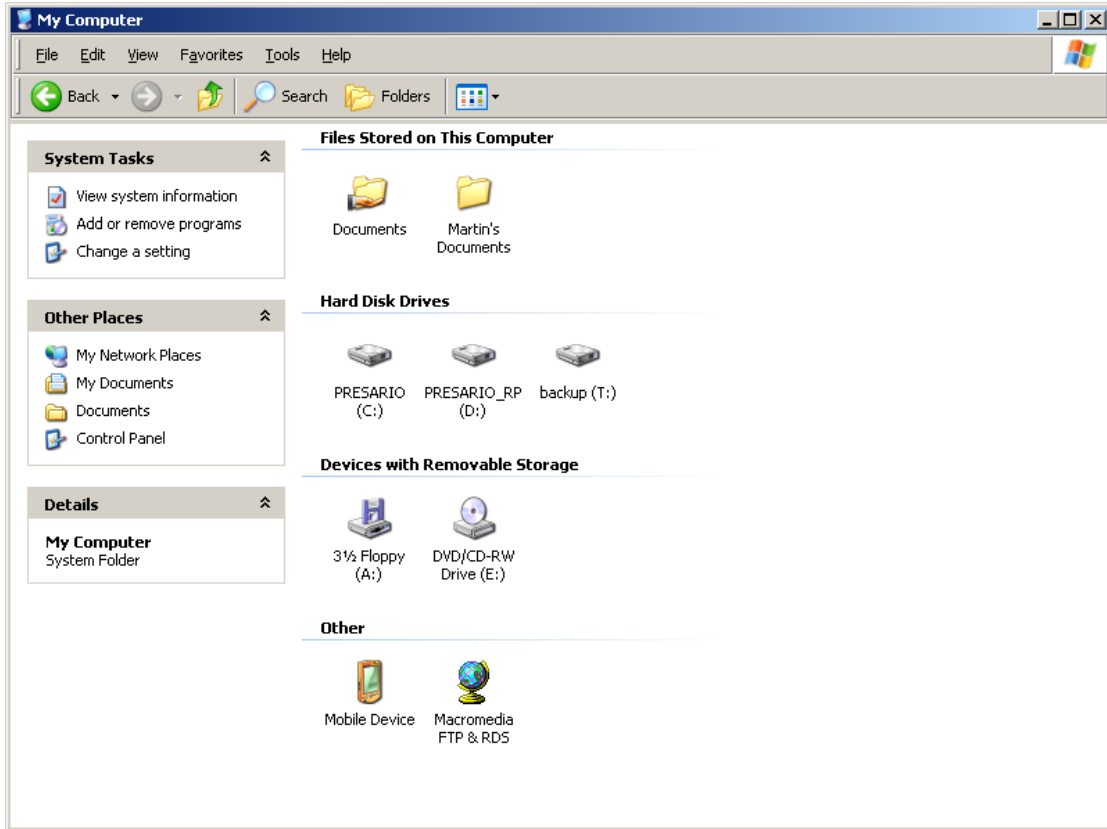 My Computer
File Edit View Favorites Tools Help
Back Search Folders
System Tasks
View system information
Add or remove programs
Change a setting
Other Places
My Network Places
My Documents
Documents
Control Panel
Details
My Computer
System Folder
Files Stored on This Computer
Documents Martin's
Documents
Hard Disk Drives
PRESARIO PRESARIO_RP backup (T:)
(C:) (D:)
Devices with Removable Storage
3½ Floppy DVD/CD-RW
(A:) Drive (E:)
Other
Mobile Device Macromedia
FTP & RDS